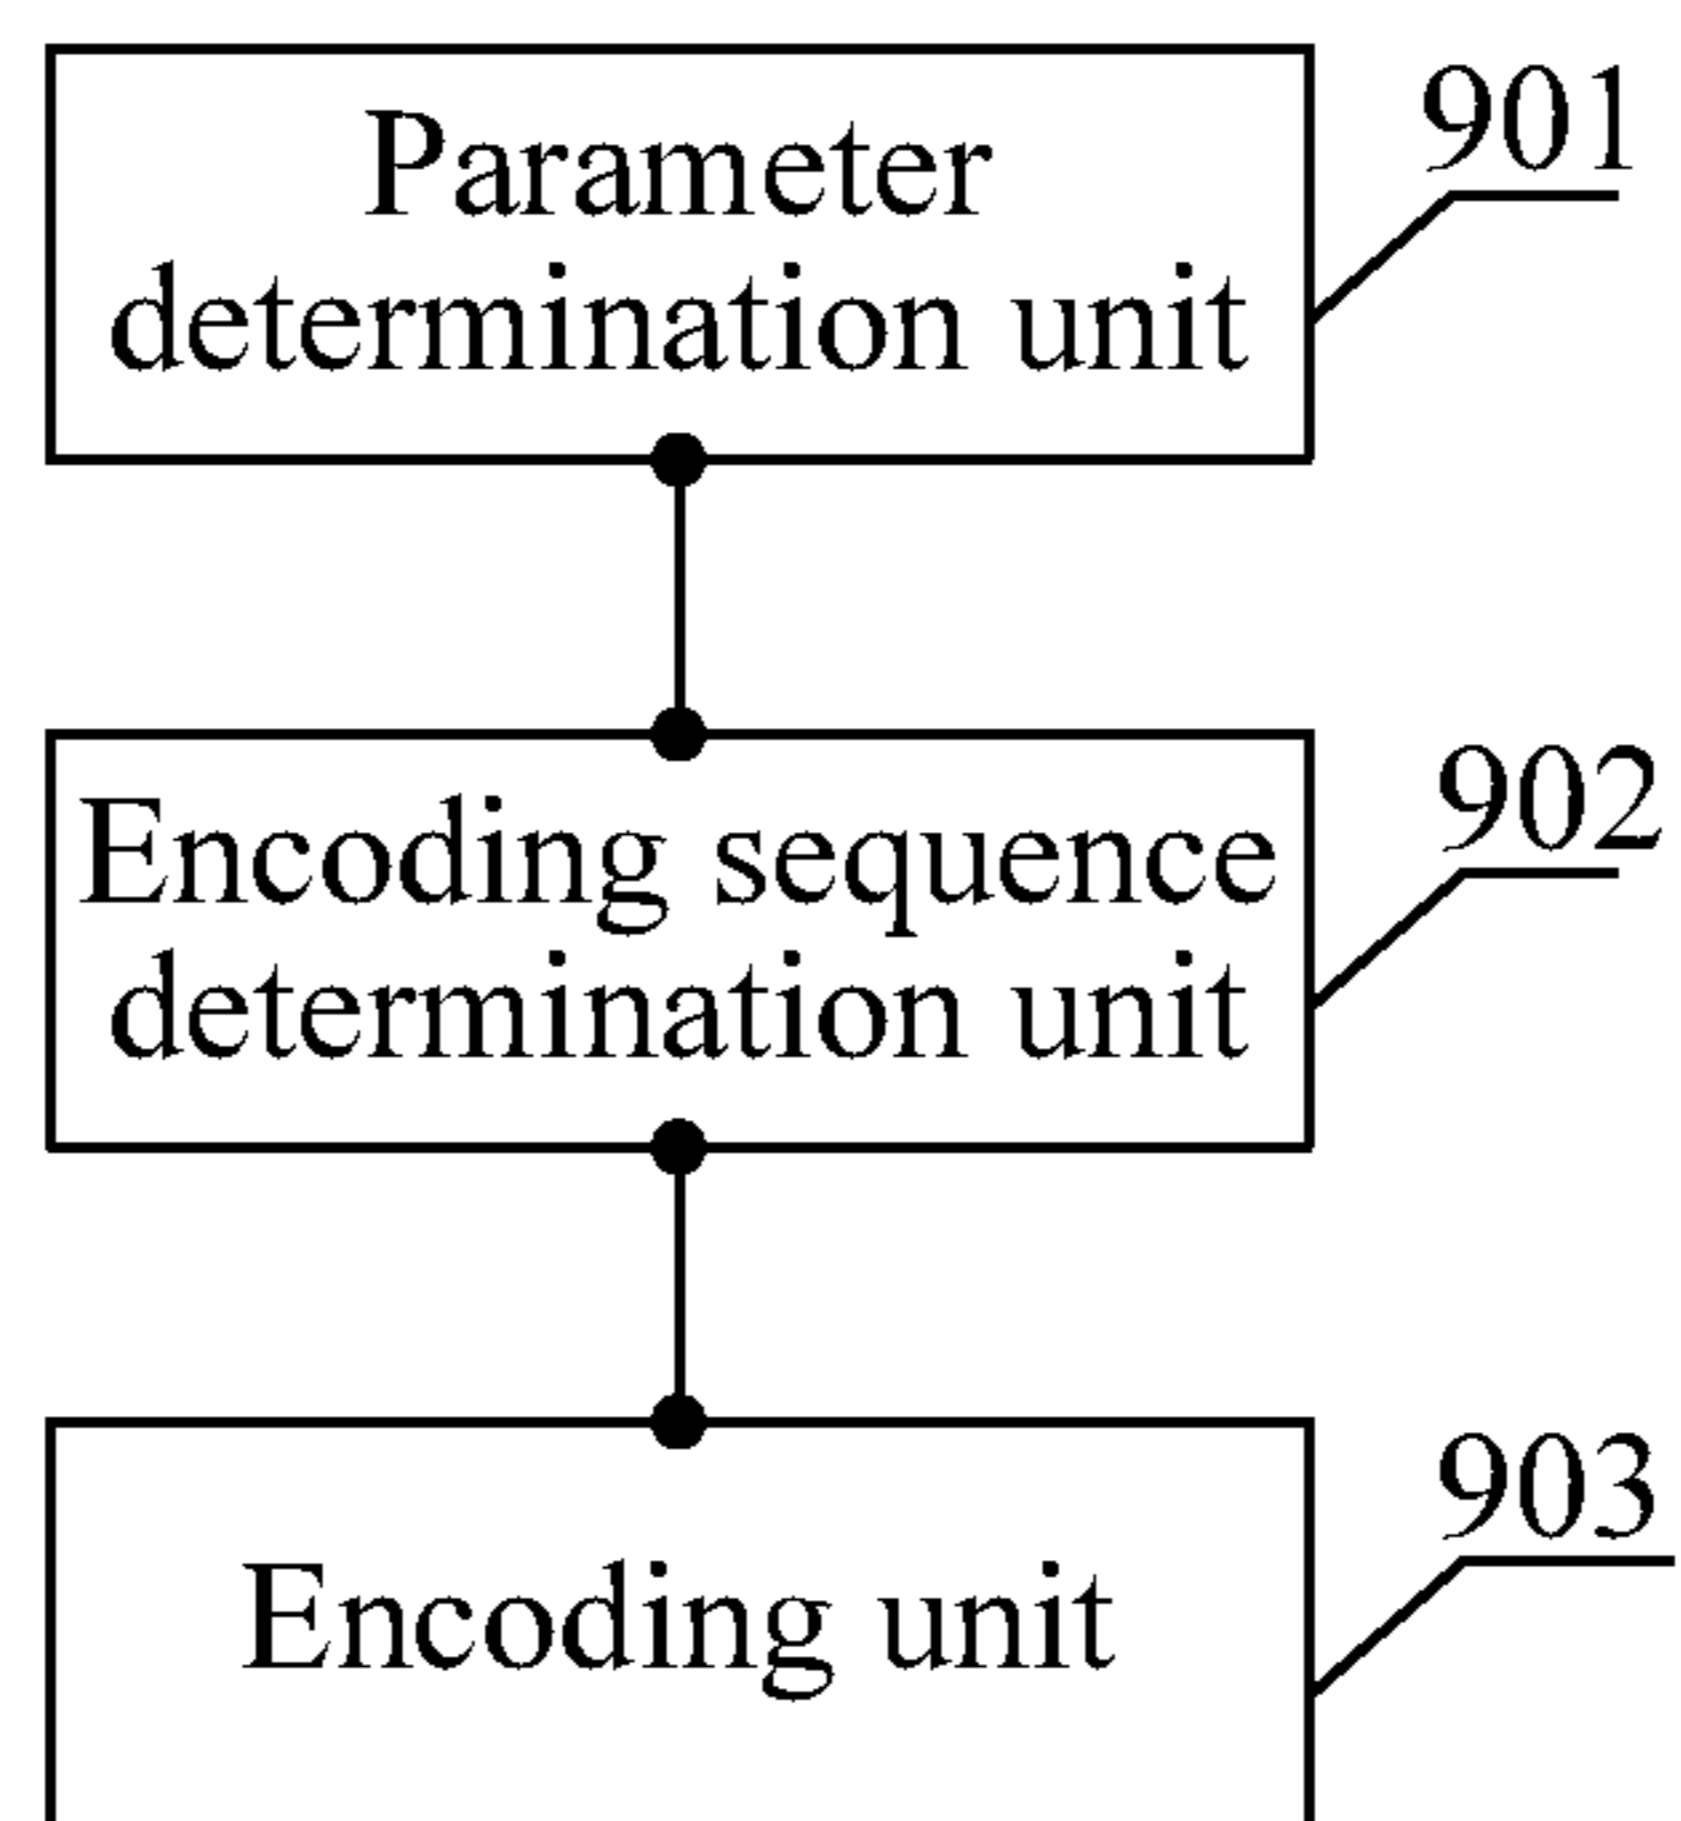 Parameter
determination unit
901
Encoding sequence
determination unit
902
Encoding unit
903